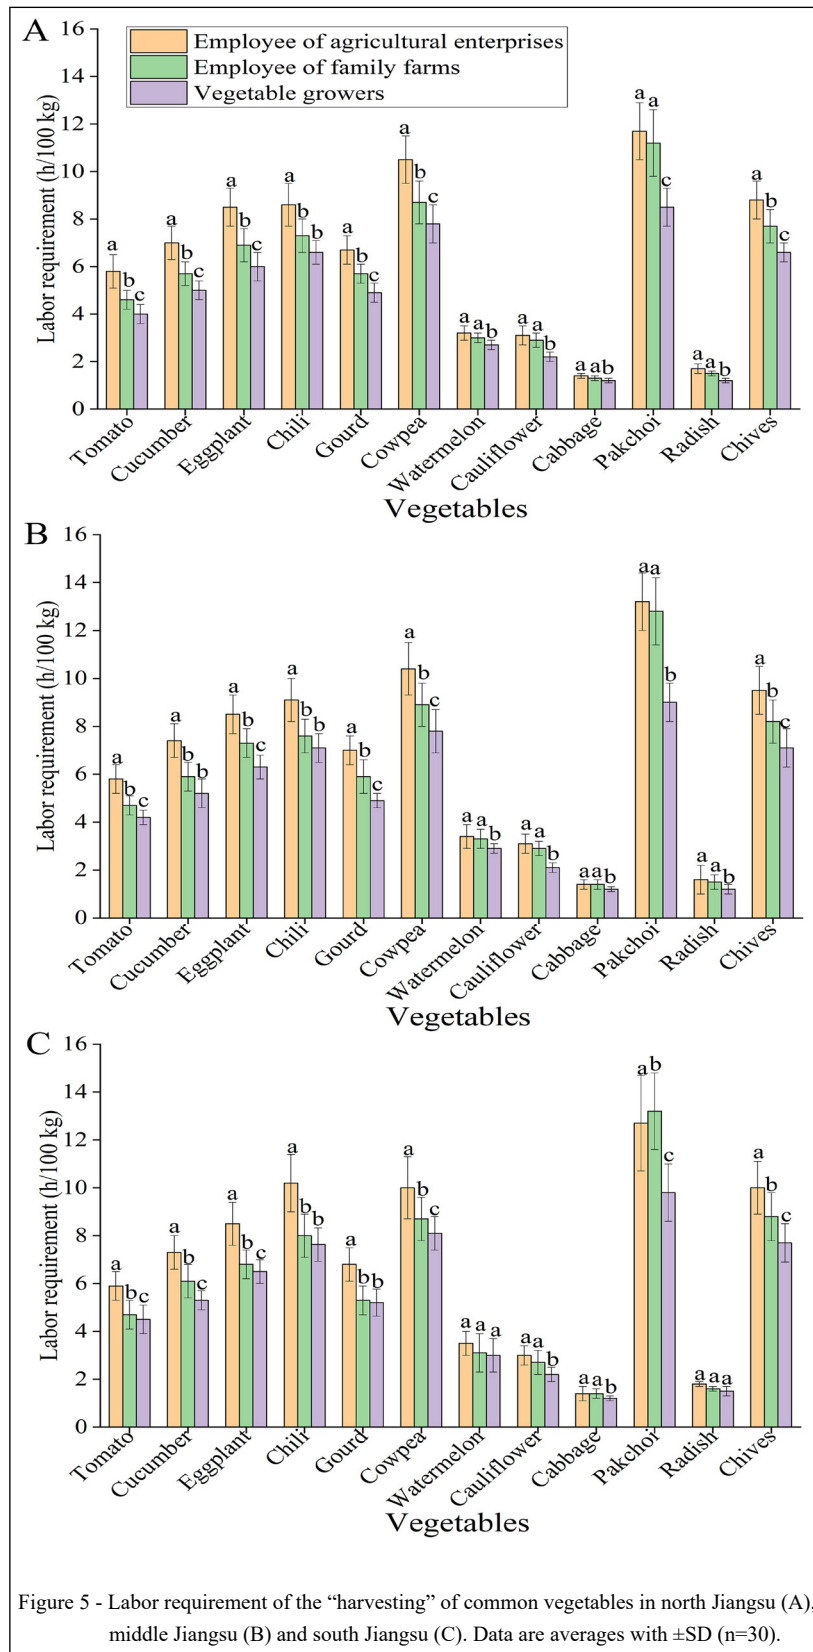 A
Employee of agricultural enterprises
Employee of family farms
Vegetable growers
Labor requirement (h/100 kg)
16
14
12
10
8
6
4
2
0
a b c a b c a b c a b b a b c a b c a a b a a b a a b a a c a a b a b c
Tomato Cucumber Eggplant Chili Gourd Cowpea Watermelon Cauliflower Cabbage Pakchoi Radish Chives
Vegetables
B
Labor requirement (h/100 kg)
16
14
12
10
8
6
4
2
0
a b c a b b a b c a b b a b c a b c a a b a a b a a b a a b a a b a b c
Tomato Cucumber Eggplant Chili Gourd Cowpea Watermelon Cauliflower Cabbage Pakchoi Radish Chives
Vegetables
C
Labor requirement (h/100 kg)
16
14
12
10
8
6
4
2
0
a b c a b c a b c a b b a b b a b c a a a a a b a a b a b c a a a a b c
Tomato Cucumber Eggplant Chili Gourd Cowpea Watermelon Cauliflower Cabbage Pakchoi Radish Chives
Vegetables
Figure 5 - Labor requirement of the “harvesting” of common vegetables in north Jiangsu (A),
middle Jiangsu (B) and south Jiangsu (C). Data are averages with ±SD (n=30).